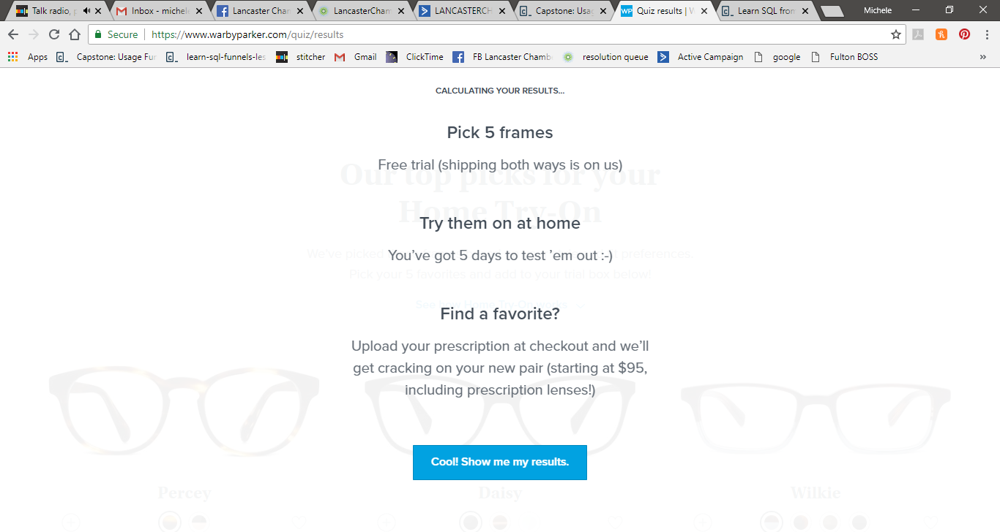 Talk radio, p
Inbox - michele
Lancaster Cham
LancasterCham
LANCASTERCH
Capstone: Usag
Quiz results | W
Learn SQL from
Michele
Secure
https://www.warbyparker.com/quiz/results
Apps
Capstone: Usage Fun
learn-sql-funnels-les
stitcher
Gmail
ClickTime
FB Lancaster Chamb
resolution queue
Active Campaign
google
Fulton BOSS
CALCULATING YOUR RESULTS...
Pick 5 frames
Free trial (shipping both ways is on us)
Our top picks for your
Home Try-On
Try them on at home
You've got 5 days to test 'em out :-)
We've picked
preferences
Pick your 5 favorites and add to your trial box below!
See how Home Try-On works
Find a favorite?
Upload your prescription at checkout and we'll
get cracking on your new pair (starting at $95,
including prescription lenses!)
Cool! Show me my results.
Percey
Daisy
Wilkie